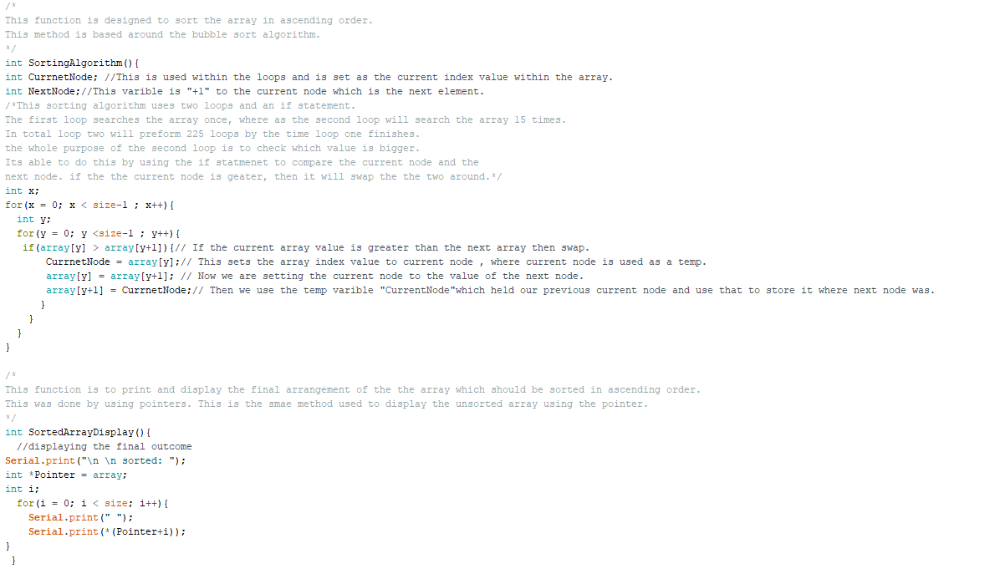 /*
This function is designed to sort the array in ascending order.
This method is based around the bubble sort algorithm.
*/
int SortingAlgorithm(){
int CurrnetNode; //This is used within the loops and is set as the current index value within the array.
int NextNode;//This varible is "+1" to the current node which is the next element.
/*This sorting algorithm uses two loops and an if statement.
The first loop searches the array once, where as the second loop will search the array 15 times.
In total loop two will preform 225 loops by the time loop one finishes.
the whole purpose of the second loop is to check which value is bigger.
Its able to do this by using the if statmenet to compare the current node and the
next node. if the the current node is geater, then it will swap the the two around.*/
int x;
for(x = 0; x < size-1 ; x++){
  int y;
  for(y = 0; y <size-1 ; y++){
   if(array[y] > array[y+1]){// If the current array value is greater than the next array then swap.
       CurrnetNode = array[y];// This sets the array index value to current node , where current node is used as a temp.
       array[y] = array[y+1]; // Now we are setting the current node to the value of the next node.
       array[y+1] = CurrnetNode;// Then we use the temp varible "CurrentNode"which held our previous current node and use that to store it where next node was.
      }
    }
  }
}

/*
This function is to print and display the final arrangement of the the array which should be sorted in ascending order.
This was done by using pointers. This is the smae method used to display the unsorted array using the pointer.
*/
int SortedArrayDisplay(){
  //displaying the final outcome
Serial.print("\n \n sorted: ");
int *Pointer = array;
int i;
  for(i = 0; i < size; i++){
    Serial.print(" ");
    Serial.print(*(Pointer+i));
}
 }